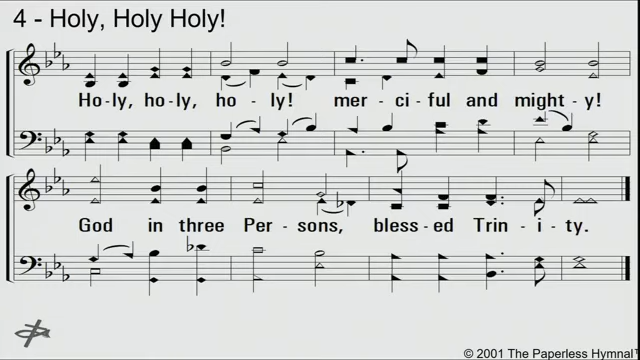 4 - Holy, Holy Holy!
Ho-ly, ho-ly, ho-ly! mer-ci-ful and might-y!
God in three Per-sons, bless-ed Trin-i-ty.
© 2001 The Paperless Hymnal